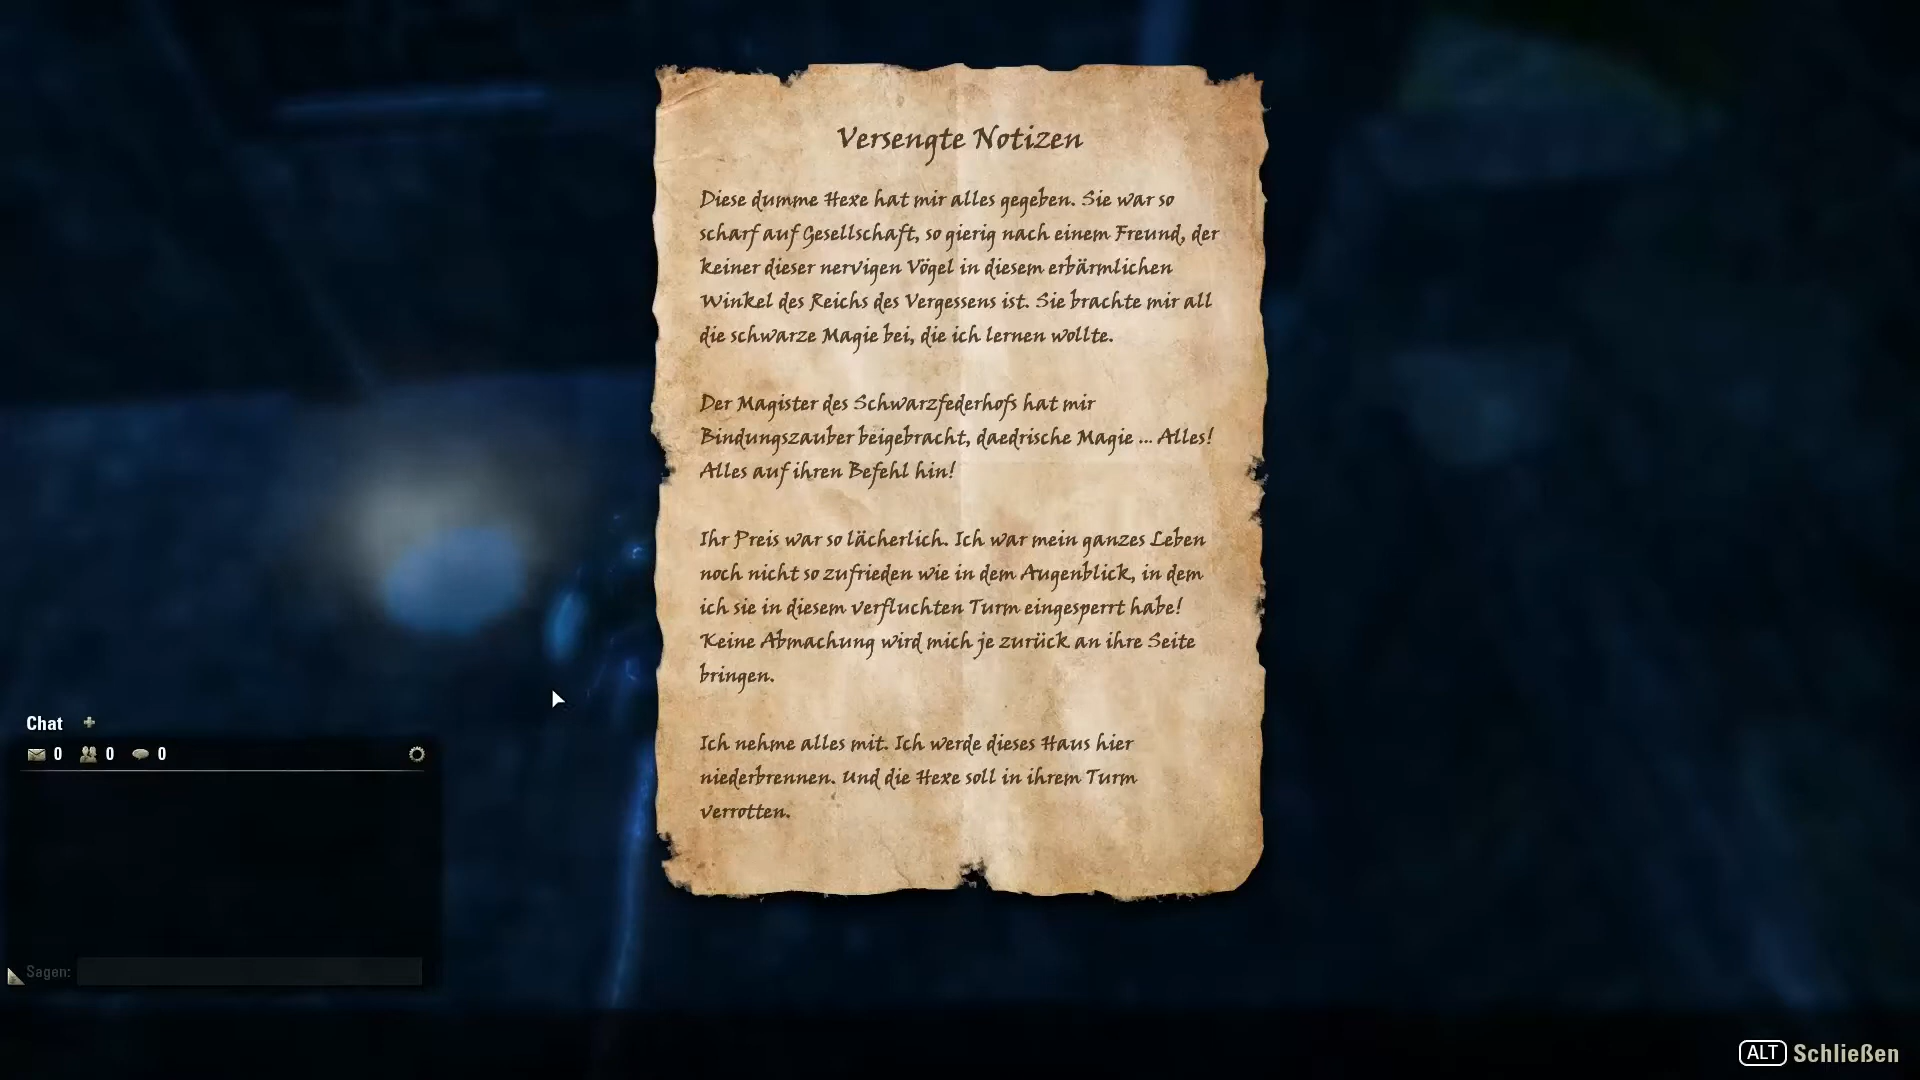 Versengte Notizen
Diese dumme Hexe hat mir alles gegeben. Sie war so
scharf auf Gesellschaft, so gierig nach einem Freund, der
keiner dieser nervigen Vögel in diesem erbärmlichen
Winkel des Reichs des Vergessens ist. Sie brachte mir all
die schwarze Magie bei, die ich lernen wollte.
Der Magister des Schwarzfederhofs hat mir
Bindungszauber beigebracht, daedrische Magie ... Alles!
Alles auf ihren Befehl hin!
Ihr Preis war so lächerlich. Ich war mein ganzes Leben
noch nicht so zufrieden wie in dem Augenblick, in dem
ich sie in diesem verfluchten Turm eingesperrt habe!
Keine Abmachung wird mich je zurück an ihre Seite
bringen.
Ich nehme alles mit. Ich werde dieses Haus hier
niederbrennen. Und die Hexe soll in ihrem Turm
verrotten.
Chat
0 0 0
Sagen:
ALT Schließen